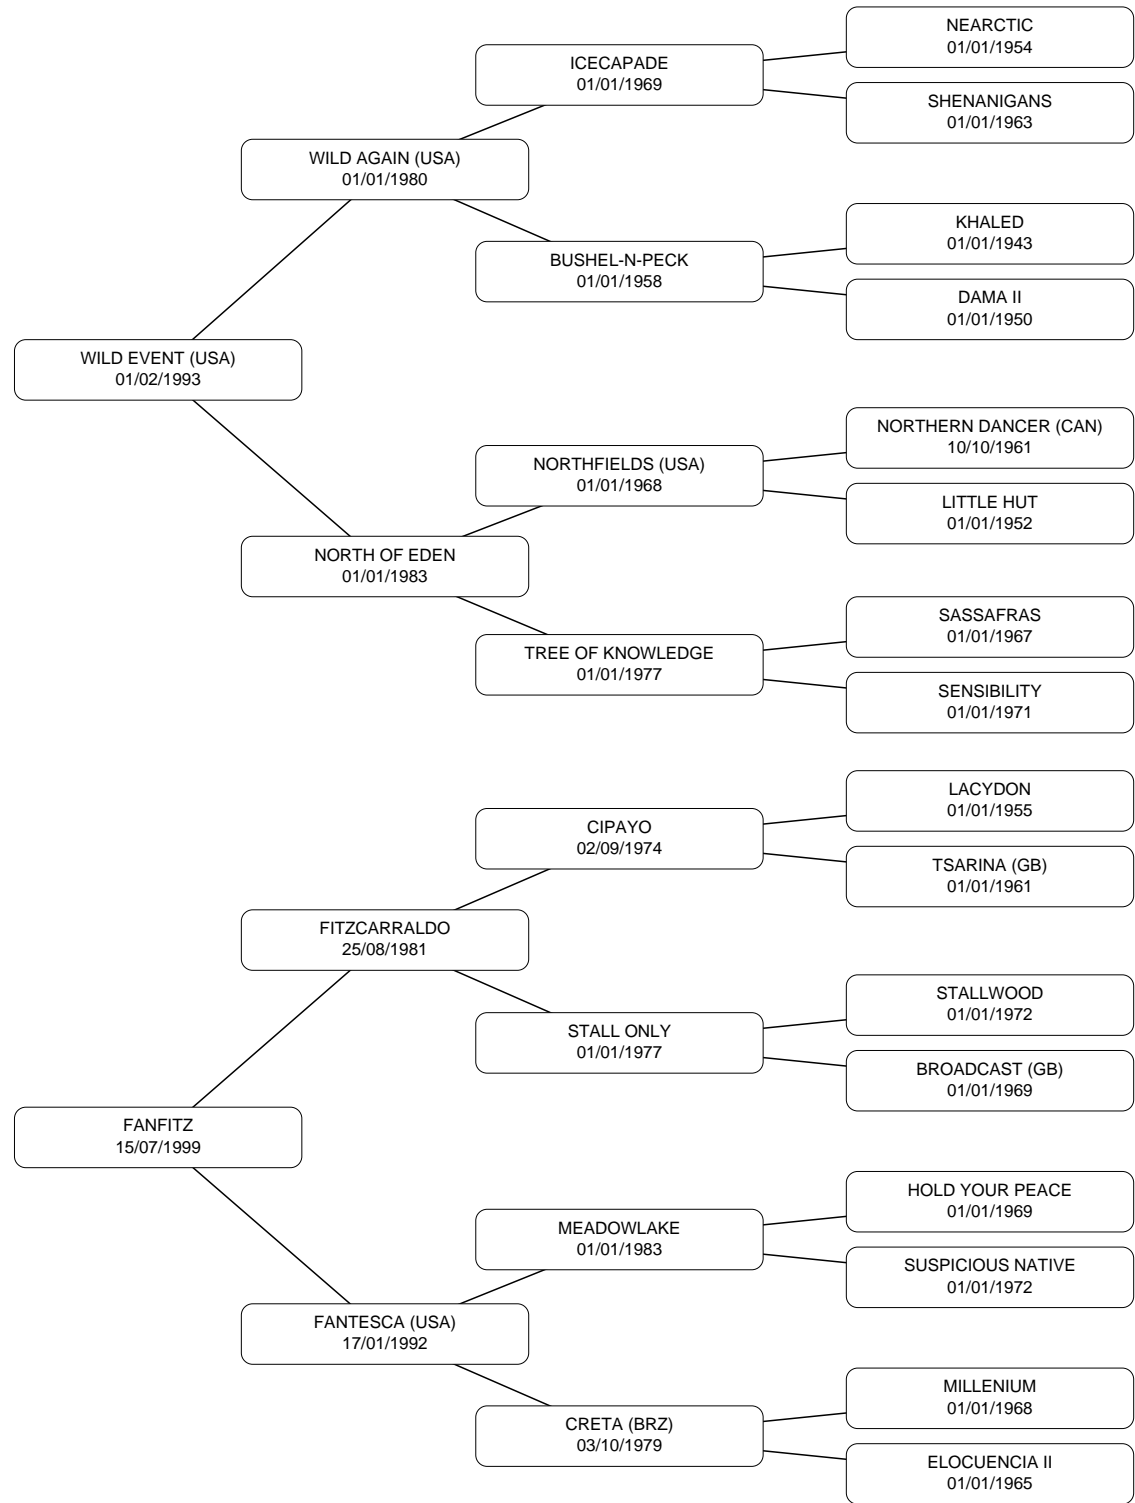 NEARCTIC
01/01/1954
ICECAPADE
01/01/1969
SHENANIGANS
01/01/1963
WILD AGAIN (USA)
01/01/1980
KHALED
01/01/1943
BUSHEL-N-PECK
01/01/1958
DAMA II
01/01/1950
WILD EVENT (USA)
01/02/1993
NORTHERN DANCER (CAN)
10/10/1961
NORTHFIELDS (USA)
01/01/1968
LITTLE HUT
01/01/1952
NORTH OF EDEN
01/01/1983
SASSAFRAS
01/01/1967
TREE OF KNOWLEDGE
01/01/1977
SENSIBILITY
01/01/1971
LACYDON
01/01/1955
CIPAYO
02/09/1974
TSARINA (GB)
01/01/1961
FITZCARRALDO
25/08/1981
STALLWOOD
01/01/1972
STALL ONLY
01/01/1977
BROADCAST (GB)
01/01/1969
FANFITZ
15/07/1999
HOLD YOUR PEACE
01/01/1969
MEADOWLAKE
01/01/1983
SUSPICIOUS NATIVE
01/01/1972
FANTESCA (USA)
17/01/1992
MILLENIUM
01/01/1968
CRETA (BRZ)
03/10/1979
ELOCUENCIA II
01/01/1965